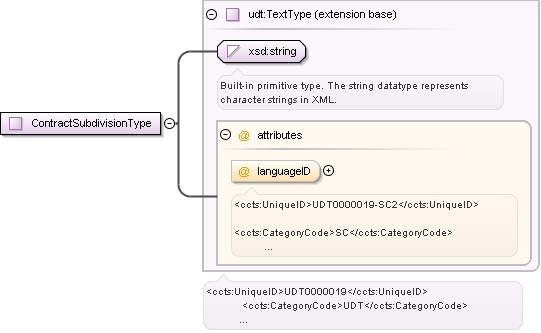 udt:TextType (extension base)
xsd:string
Built-in primitive type. The string datatype represents
character strings in XML.
ContractSubdivisionType
@ attributes
@ languageID
<ccts:UniqueID>UDT0000019-SC2</ccts:UniqueID>
<ccts:CategoryCode>SC</ccts:CategoryCode>
...
<ccts:UniqueID>UDT0000019</ccts:UniqueID>
<ccts:CategoryCode>UDT</ccts:CategoryCode>
...